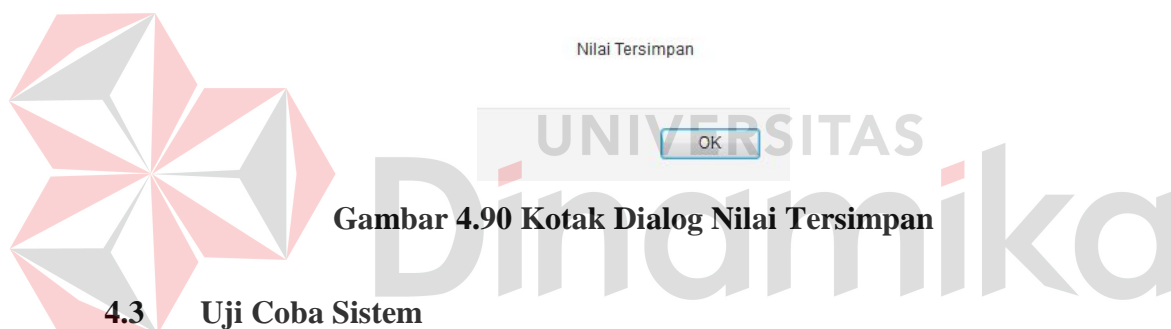 Nilai Tersimpan
UNIVERSITAS
OK
Dinamika
Gambar 4.90 Kotak Dialog Nilai Tersimpan
4.3 Uji Coba Sistem